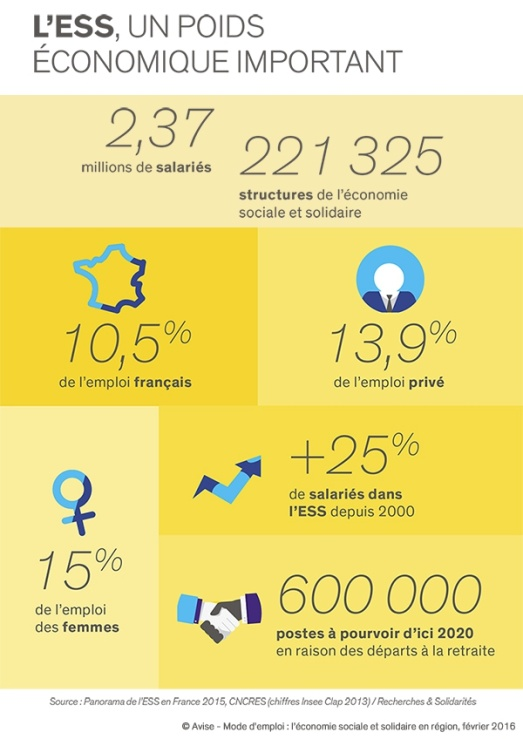 L'ESS, UN POIDS
ÉCONOMIQUE IMPORTANT
2,37
millions de salariés
221 325
structures de l'économie
sociale et solidaire
10,5%
de l'emploi français
13,9%
de l'emploi privé
+25%
de salariés dans
l'ESS depuis 2000
15%
de l'emploi
des femmes
600 000
postes à pourvoir d'ici 2020
en raison des départs à la retraite
Source : Panorama de l'ESS en France 2015, CNCRES (chiffres Insee Clap 2013) / Recherches & Solidarités
© Avise - Mode d'emploi : l'économie sociale et solidaire en région, février 2016